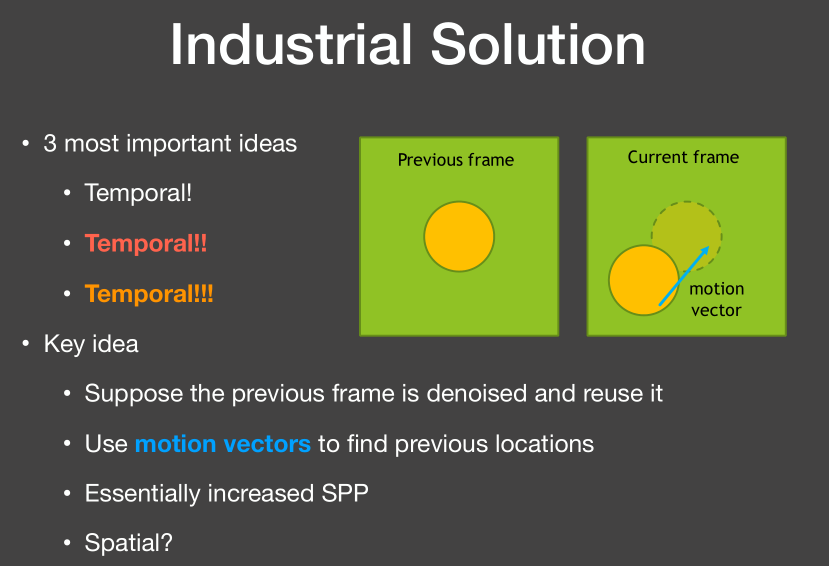 Industrial Solution
• 3 most important ideas
• Temporal!
• Temporal!!
• Temporal!!!
• Key idea
• Suppose the previous frame is denoised and reuse it
• Use motion vectors to find previous locations
• Essentially increased SPP
• Spatial?
Previous frame
Current frame
motion
vector